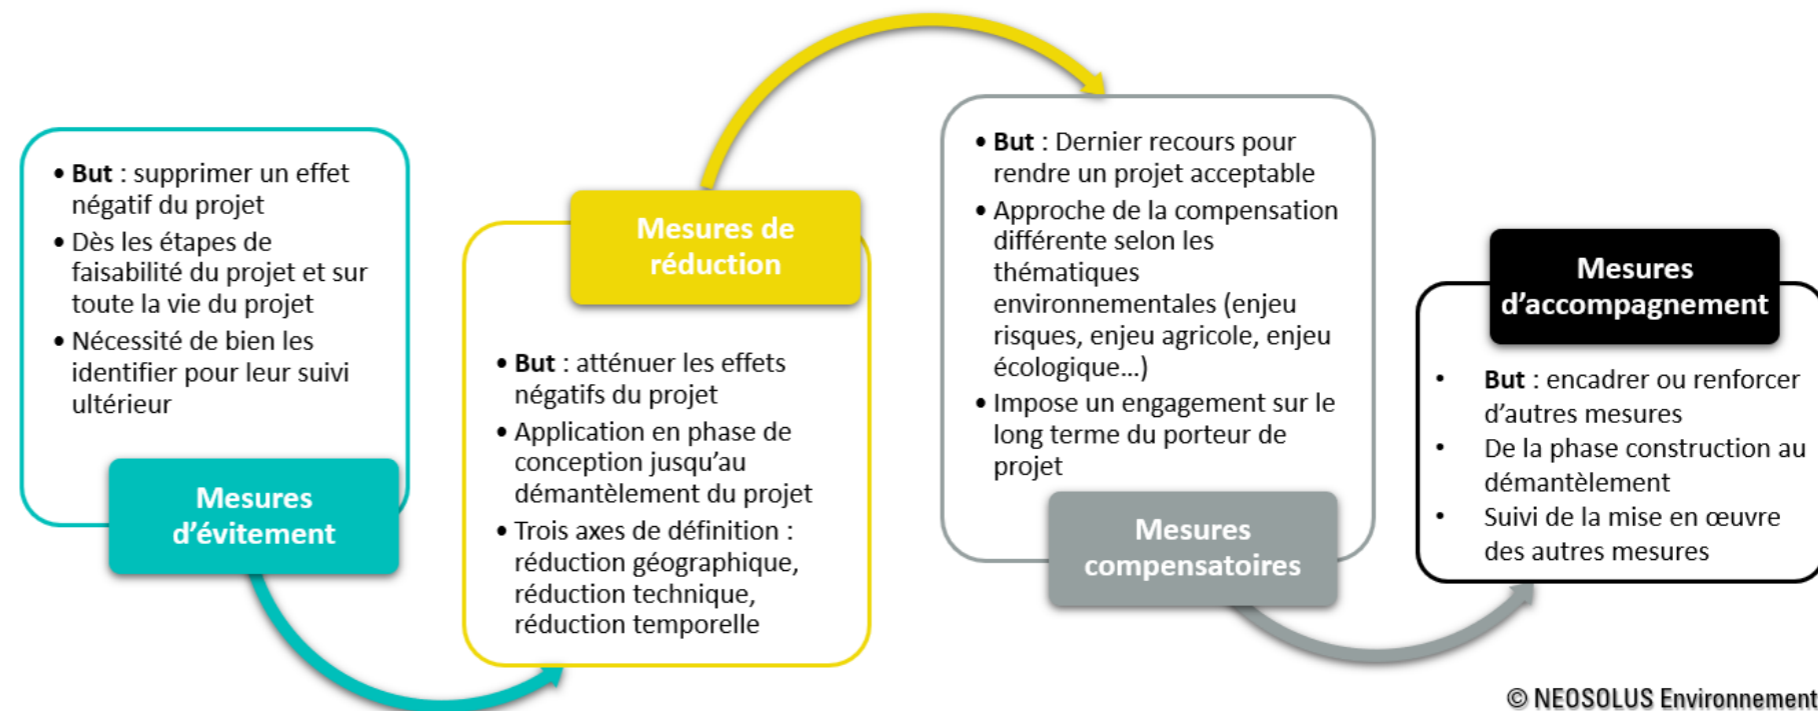 • But : supprimer un effet
négatif du projet
• Dès les étapes de
faisabilité du projet et sur
toute la vie du projet
• Nécessité de bien les
identifier pour leur suivi
ultérieur
Mesures
d’évitement
Mesures de
réduction
• But : atténuer les effets
négatifs du projet
• Application en phase de
conception jusqu’au
démantèlement du projet
• Trois axes de définition :
réduction géographique,
réduction technique,
réduction temporelle
• But : Dernier recours pour
rendre un projet acceptable
• Approche de la compensation
différente selon les
thématiques
environnementales (enjeu
risques, enjeu agricole, enjeu
écologique...)
• Impose un engagement sur le
long terme du porteur de
projet
Mesures
compensatoires
Mesures
d’accompagnement
• But : encadrer ou renforcer
d’autres mesures
• De la phase construction au
démantèlement
• Suivi de la mise en œuvre
des autres mesures
© NEOSOLUS Environnement